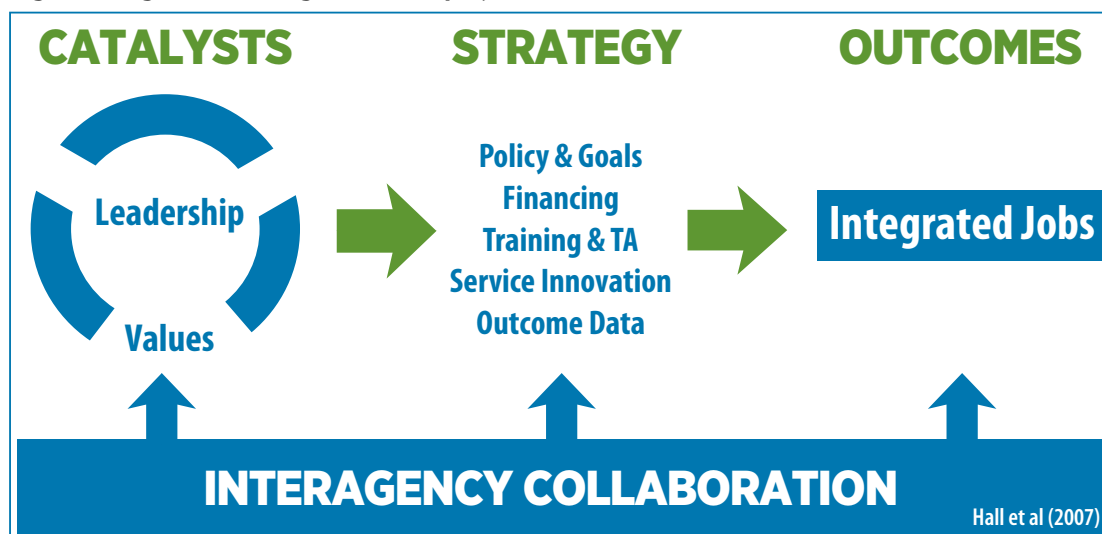 CATALYSTS
Leadership
Values
STRATEGY
Policy & Goals
Financing
Training & TA
Service Innovation
Outcome Data
OUTCOMES
Integrated Jobs
INTERAGENCY COLLABORATION
Hall et al (2007)